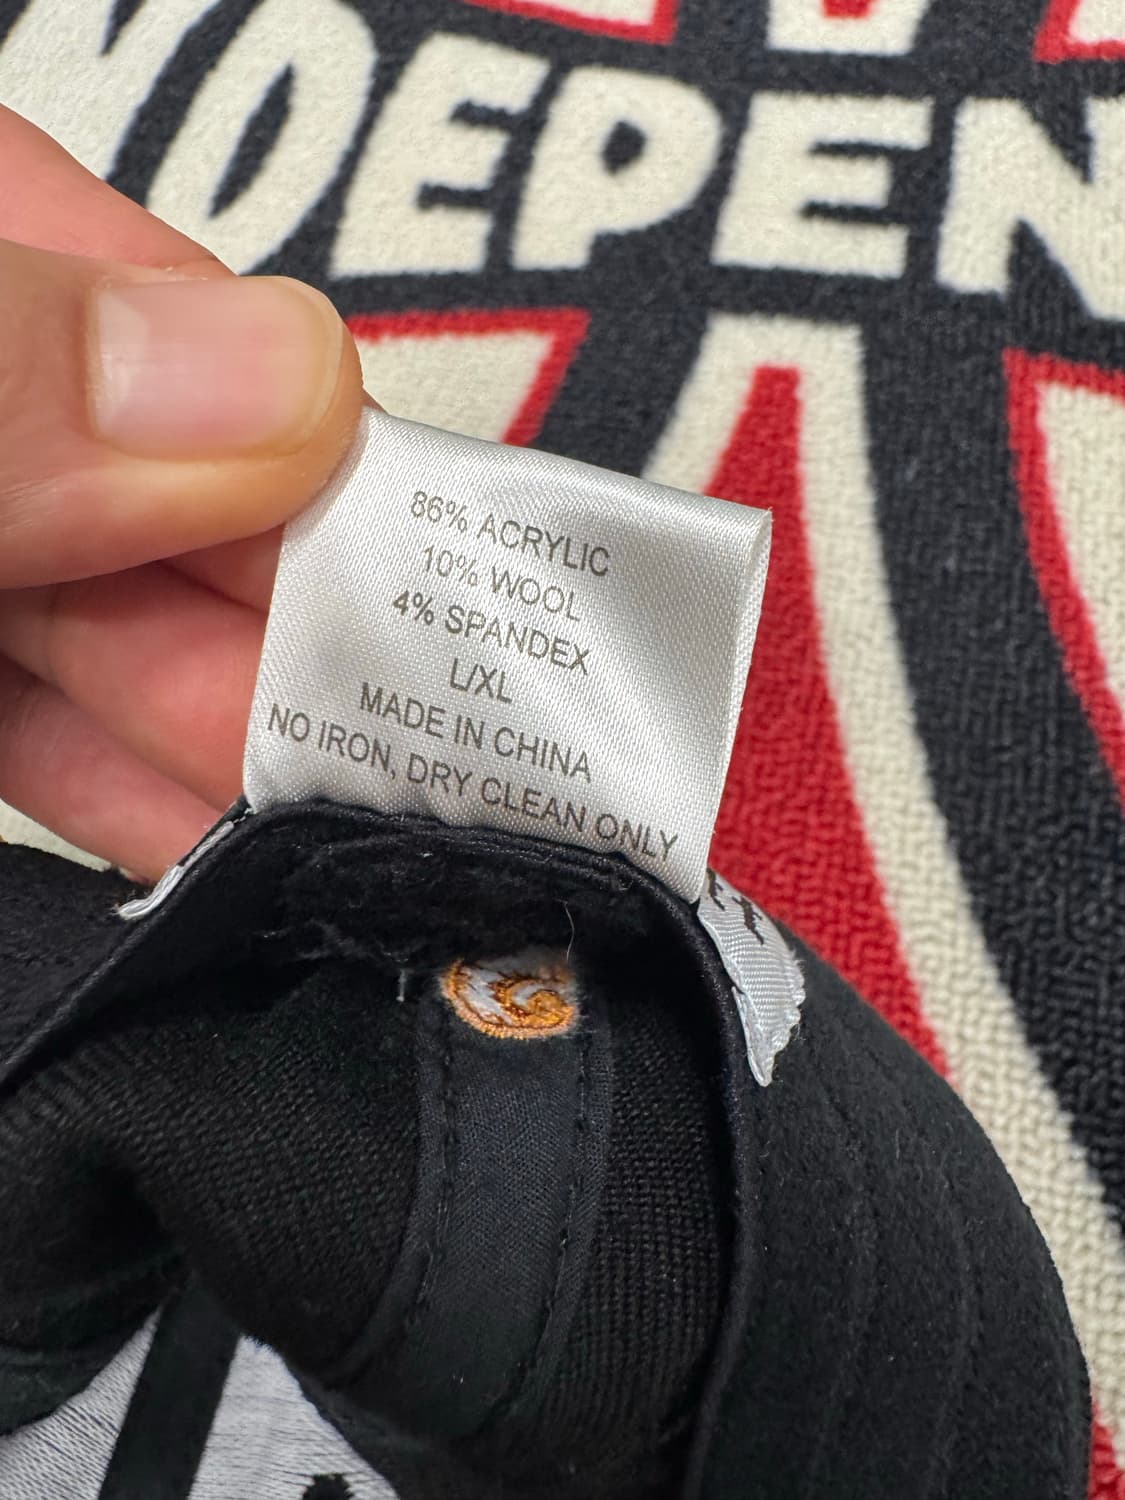 NDEPEN
86% ACRYLIC
10% WOOL
4% SPANDEX
L/XL
MADE IN CHINA
NO IRON, DRY CLEAN ONLY